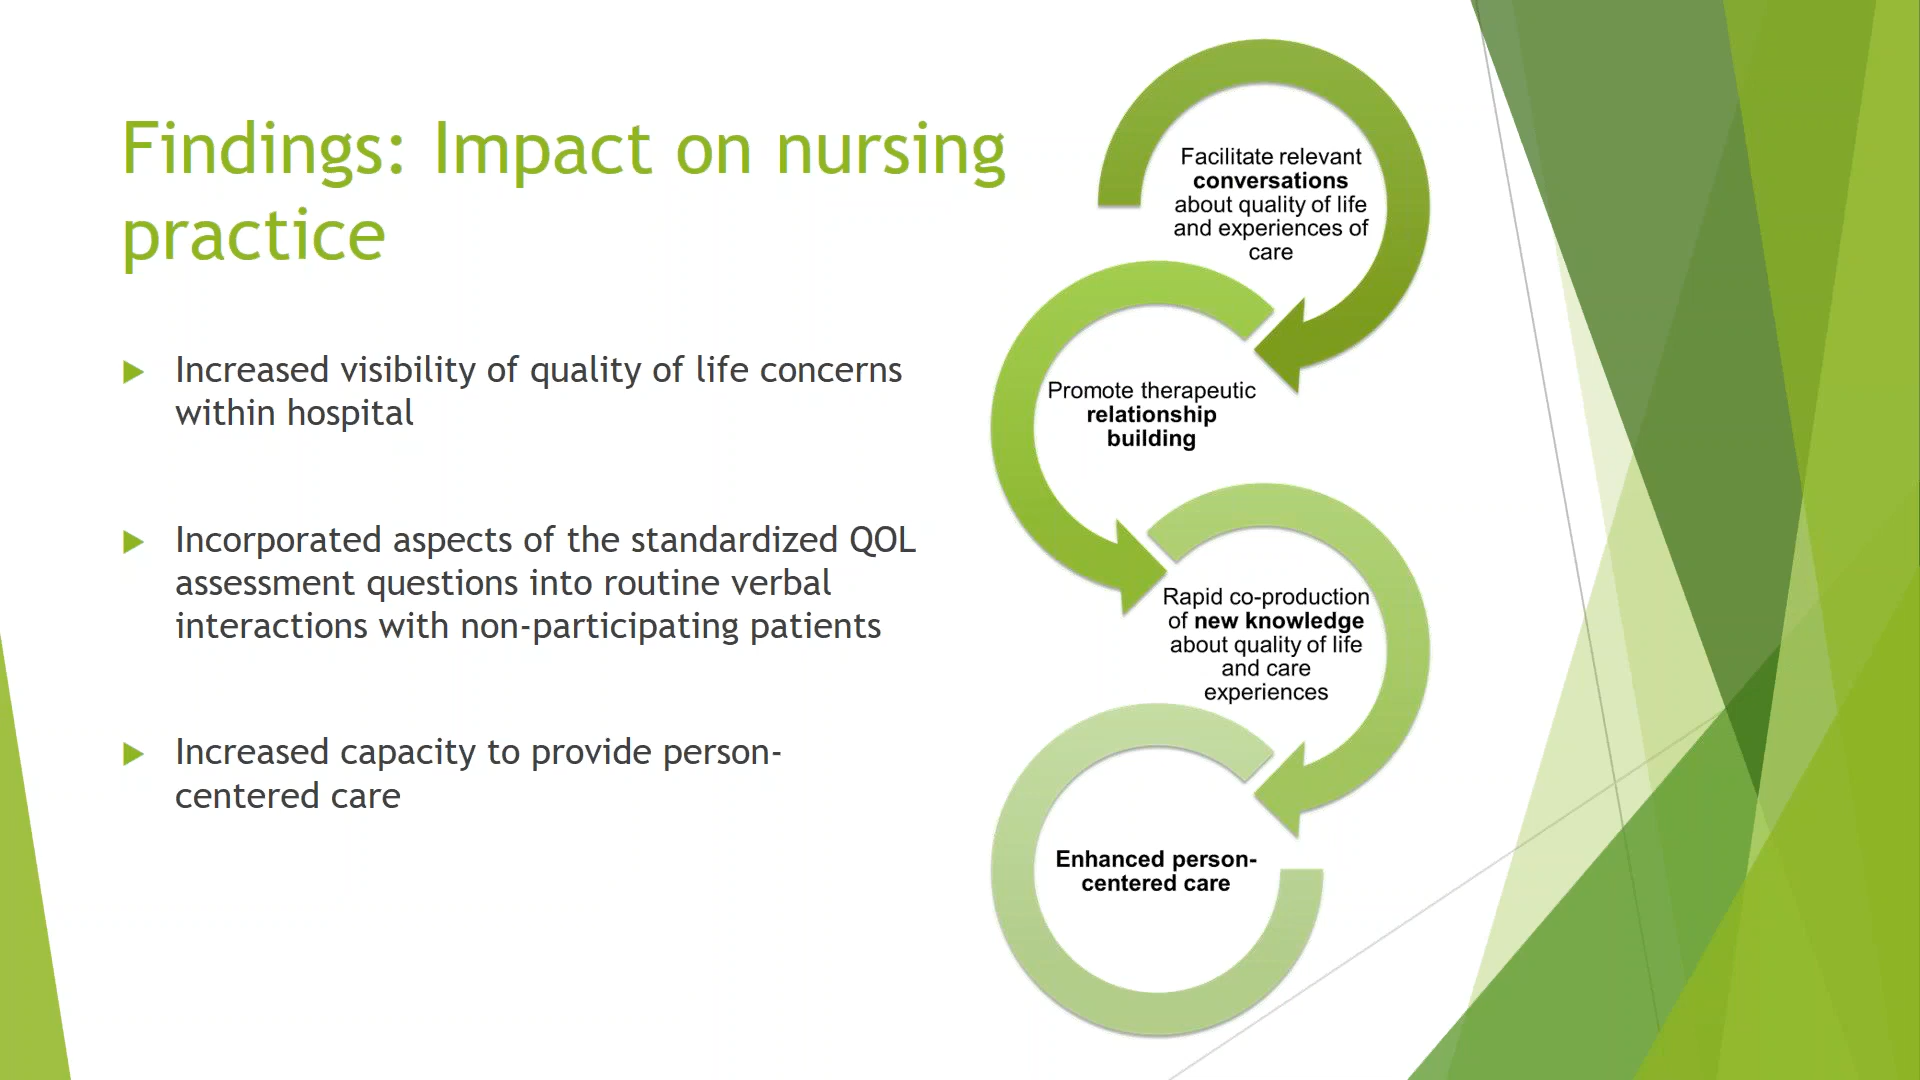 Findings: Impact on nursing
practice
Increased visibility of quality of life concerns
within hospital
Incorporated aspects of the standardized QOL
assessment questions into routine verbal
interactions with non-participating patients
Increased capacity to provide person-
centered care
Facilitate relevant
conversations
about quality of life
and experiences of
care
Promote therapeutic
relationship
building
Rapid co-production
of new knowledge
about quality of life
and care
experiences
Enhanced person-
centered care